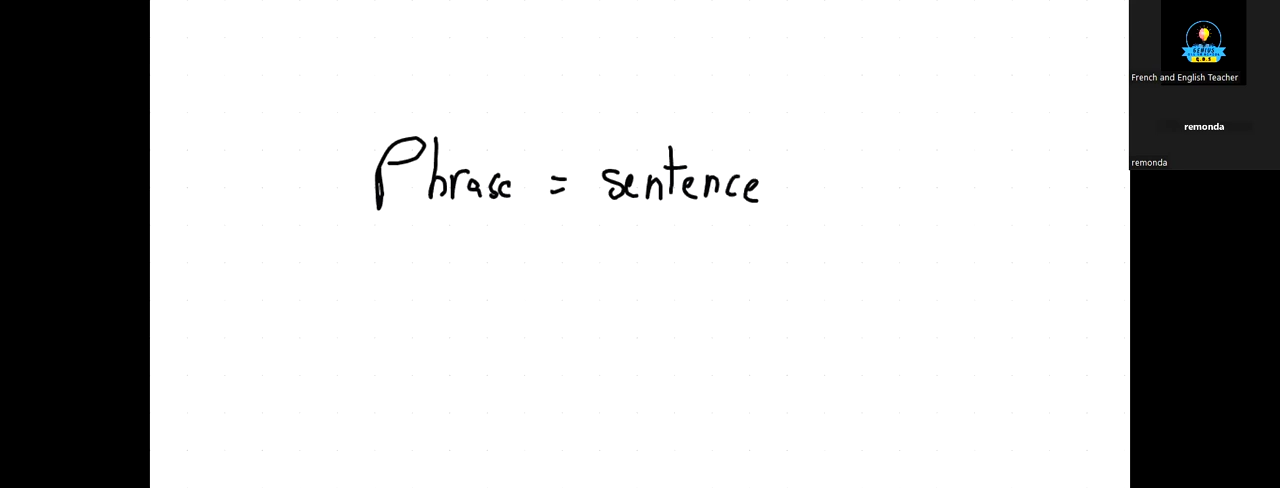 French and English Teacher
remonda
remonda
Phrase = sentence